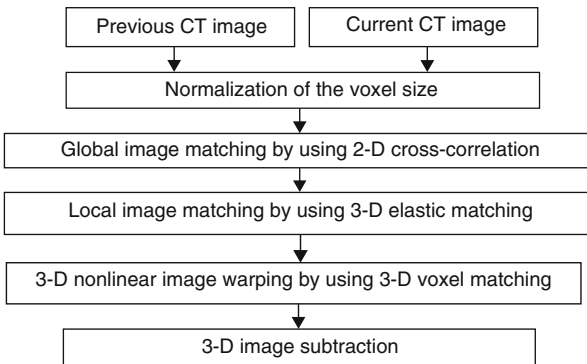 Previous CT image
Current CT image
Normalization of the voxel size
Global image matching by using 2-D cross-correlation
Local image matching by using 3-D elastic matching
3-D nonlinear image warping by using 3-D voxel matching
3-D image subtraction